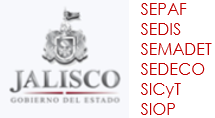 JALISCO
GOBIERNO DEL ESTADO
SEPAF
SEDIS
SEMADET
SEDECO
SICyT
SIOP